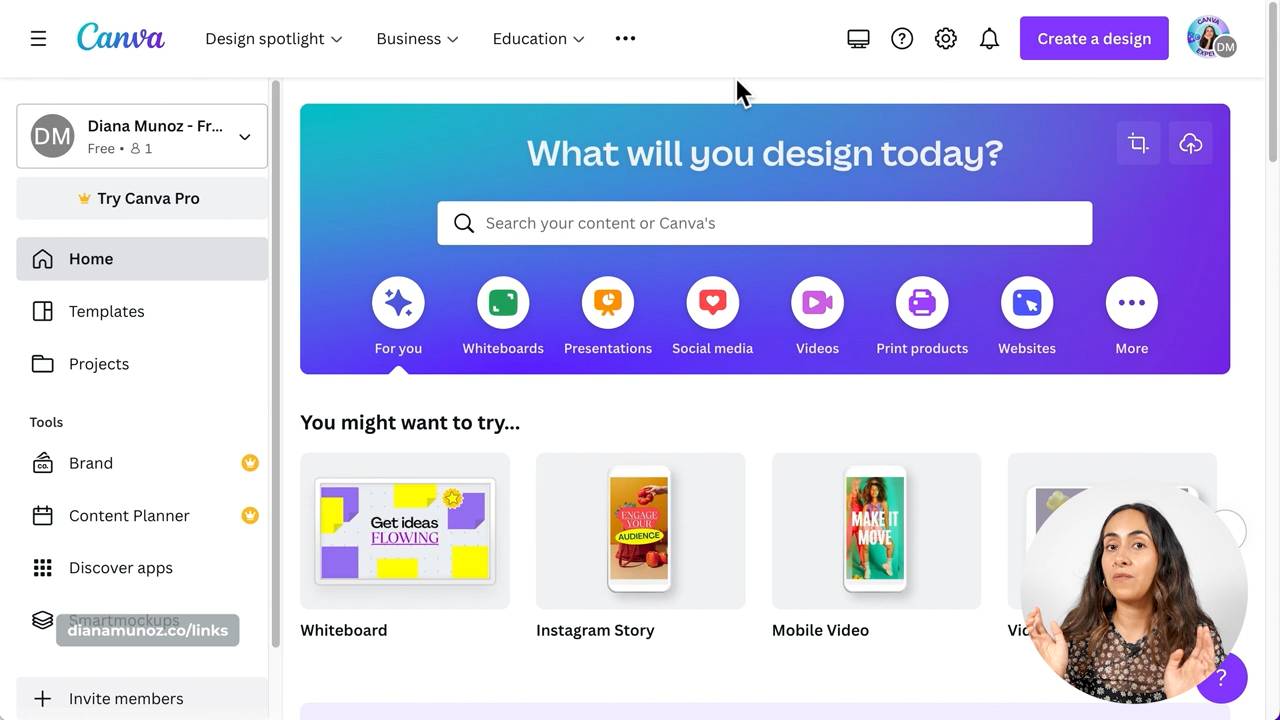 Canva
Design spotlight
Business
Education
Create a design
DM
DM
Diana Munoz - Fr...
Free • 1
Try Canva Pro
Home
Templates
Projects
Tools
Brand
Content Planner
Discover apps
Smartmockups
dianamunoz.co/links
Invite members
What will you design today?
Search your content or Canva's
For you
Whiteboards
Presentations
Social media
Videos
Print products
Websites
More
You might want to try...
Get ideas
FLOWING
Whiteboard
ENGAGE
YOUR
AUDIENCE
Instagram Story
MAKE IT
MOVE
Mobile Video
?